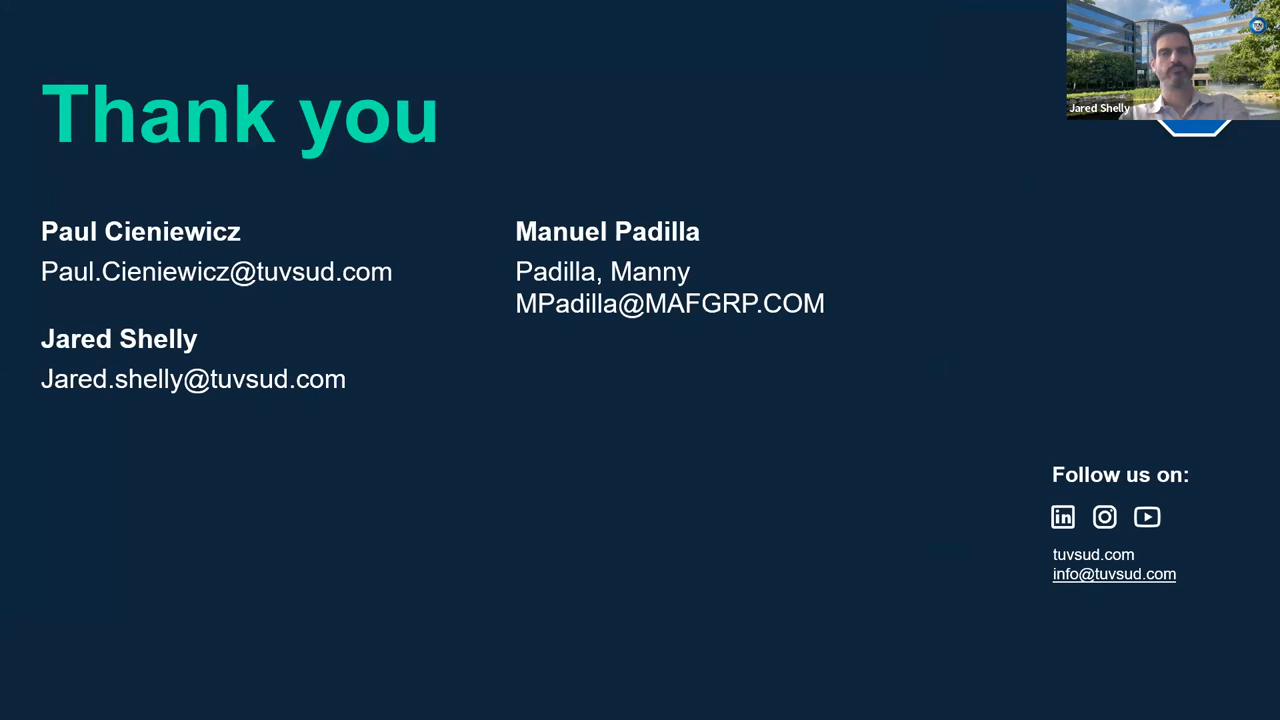 Thank you
Jared Shelly
Paul Cieniewicz
Paul.Cieniewicz@tuvsud.com
Jared Shelly
Jared.shelly@tuvsud.com
Manuel Padilla
Padilla, Manny
MPadilla@MAFGRP.COM
Follow us on:
in
tuvsud.com
info@tuvsud.com